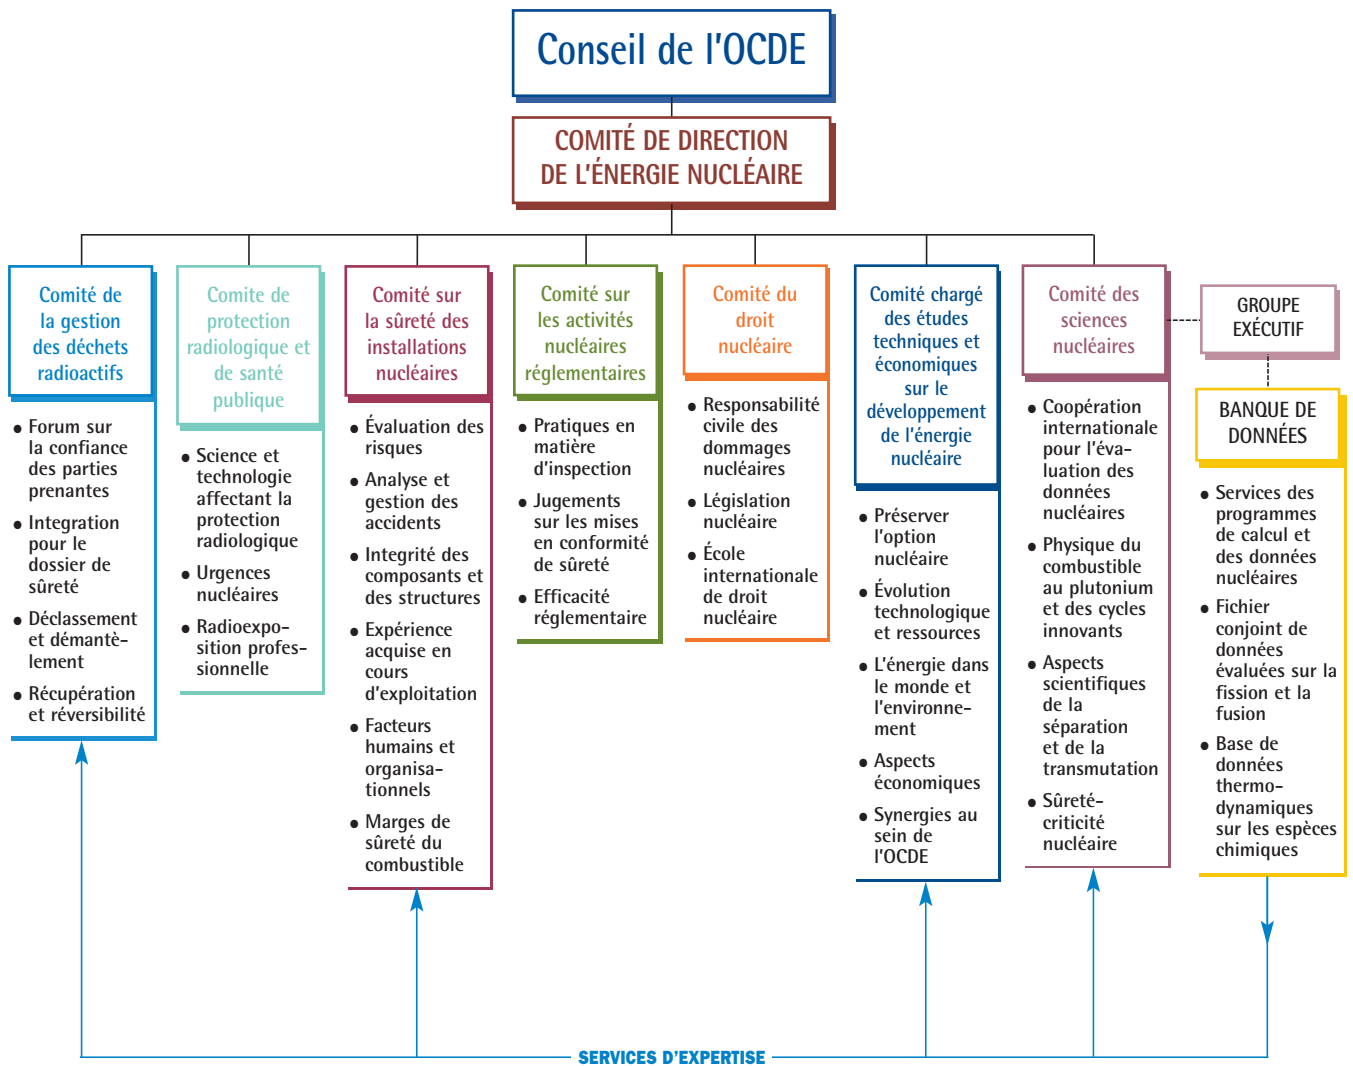 Conseil de l'OCDE
COMITÉ DE DIRECTION
DE L'ÉNERGIE NUCLÉAIRE
Comité de
la gestion
des déchets
radioactifs
● Forum sur
la confiance
des parties
prenantes
● Integration
pour le
dossier de
sûreté
● Déclassement
et démantè-
lement
● Récupération
et réversibilité
Comite de
protection
radiologique et
de santé
publique
● Science et
technologie
affectant la
protection
radiologique
● Urgences
nucléaires
● Radioexpo-
sition profes-
sionnelle
Comité sur
la sûreté des
installations
nucléaires
● Évaluation des
risques
● Analyse et
gestion des
accidents
● Integrité des
composants et
des structures
● Expérience
acquise en
cours
d'exploitation
● Facteurs
humains et
organisa-
tionnels
● Marges de
sûreté du
combustible
Comité sur
les activités
nucléaires
réglementaires
● Pratiques en
matière
d'inspection
● Jugements
sur les mises
en conformité
de sûreté
● Efficacité
réglementaire
Comité du
droit
nucléaire
● Responsabilité
civile des
dommages
nucléaires
● Législation
nucléaire
● École
internationale
de droit
nucléaire
Comité chargé
des études
techniques et
économiques
sur le
développement
de l'énergie
nucléaire
● Préserver
l'option
nucléaire
● Évolution
technologique
et ressources
● L'énergie dans
le monde et
l'environne-
ment
● Aspects
économiques
● Synergies au
sein de
l'OCDE
Comité des
sciences
nucléaires
● Coopération
internationale
pour l'éva-
luation des
données
nucléaires
● Physique du
combustible
au plutonium
et des cycles
innovants
● Aspects
scientifiques
de la
séparation
et de la
transmutation
● Sûreté-
criticité
nucléaire
GROUPE
EXÉCUTIF
BANQUE DE
DONNÉES
● Services des
programmes
de calcul et
des données
nucléaires
● Fichier
conjoint de
données
évaluées sur la
fission et la
fusion
● Base de
données
thermo-
dynamiques
sur les espèces
chimiques
SERVICES D'EXPERTISE